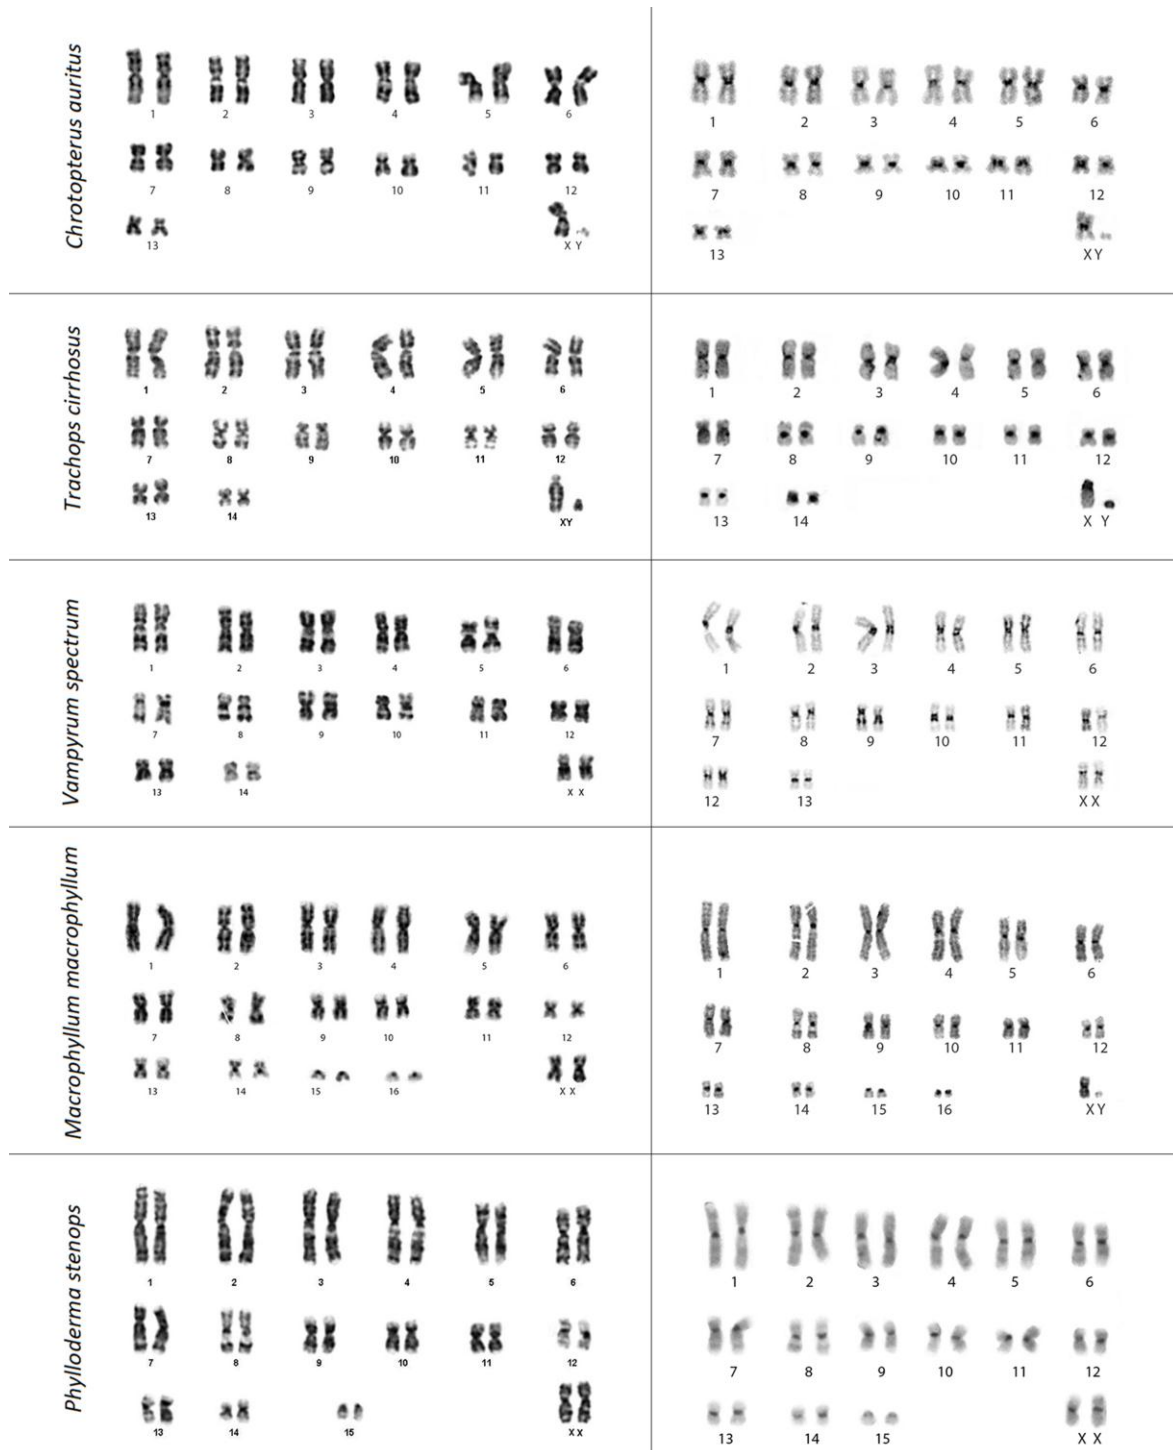 Chrotopterus auritus
1 2 3 4 5 6
7 8 9 10 11 12
13 X Y
1 2 3 4 5 6
7 8 9 10 11 12
13 X Y
Trachops cirrhosus
1 2 3 4 5 6
7 8 9 10 11 12
13 14 XY
1 2 3 4 5 6
7 8 9 10 11 12
13 14 X Y
Vampyrum spectrum
1 2 3 4 5 6
7 8 9 10 11 12
13 14 X X
1 2 3 4 5 6
7 8 9 10 11 12
12 13 X X
Macrophyllum macrophyllum
1 2 3 4 5 6
7 8 9 10 11 12
13 14 15 16 X X
1 2 3 4 5 6
7 8 9 10 11 12
13 14 15 16 X Y
Phylloderma stenops
1 2 3 4 5 6
7 8 9 10 11 12
13 14 15 X X
1 2 3 4 5 6
7 8 9 10 11 12
13 14 15 X X